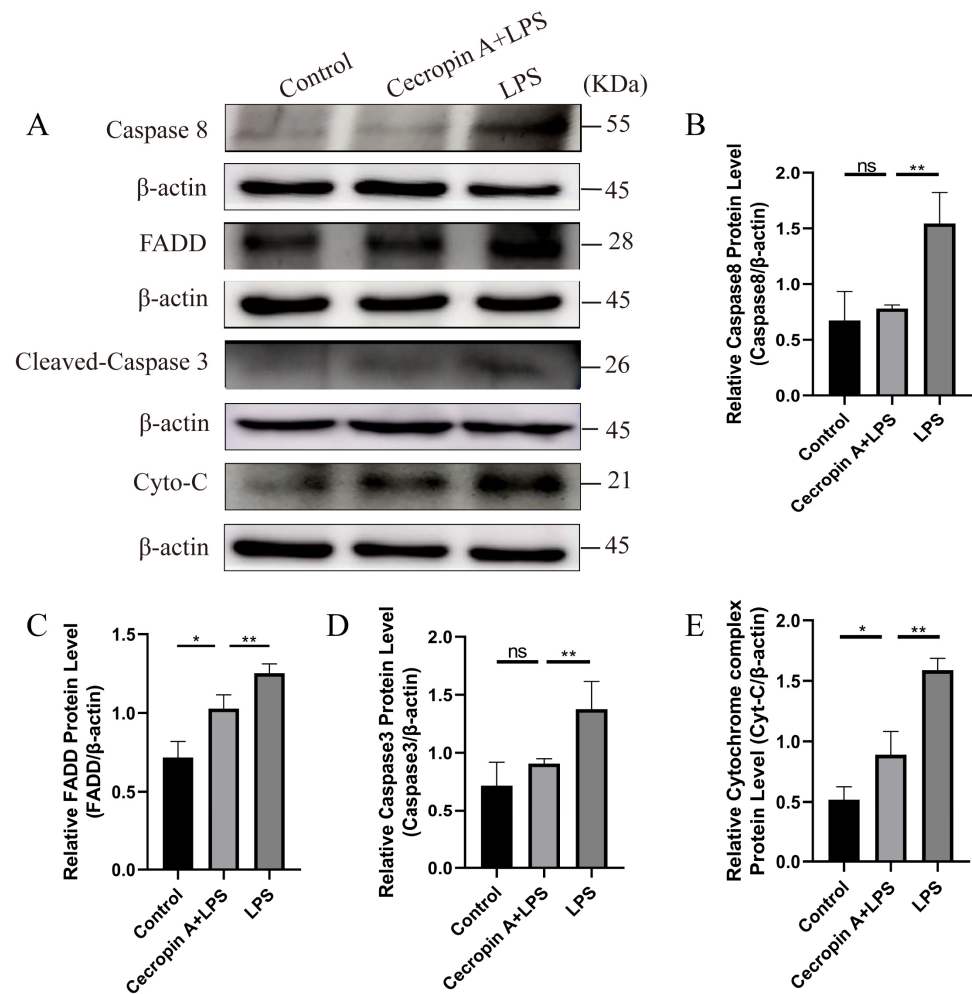 Control
Cecropin A+LPS
LPS
(KDa)
A
Caspase 8
55
β-actin
45
FADD
28
β-actin
45
Cleaved-Caspase 3
26
β-actin
45
Cyto-C
21
β-actin
45
B
Relative Caspase8 Protein Level
(Caspase8/β-actin)
2.0
1.5
1.0
0.5
0.0
ns
**
Control
Cecropin A+LPS
LPS
C
Relative FADD Protein Level
(FADD/β-actin)
1.5
1.0
0.5
0.0
*
**
Control
Cecropin A+LPS
LPS
D
Relative Caspase3 Protein Level
(Caspase3/β-actin)
2.0
1.5
1.0
0.5
0.0
ns
**
Control
Cecropin A+LPS
LPS
E
Relative Cytochrome complex
Protein Level (Cyt-C/β-actin)
2.0
1.5
1.0
0.5
0.0
*
**
Control
Cecropin A+LPS
LPS